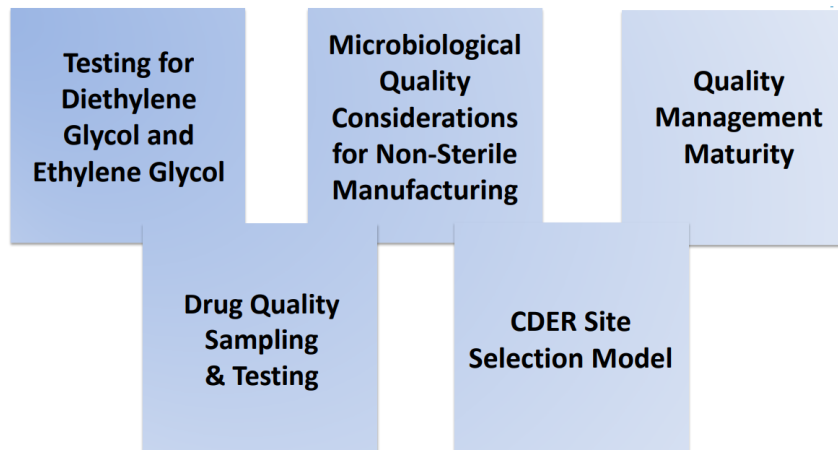 Testing for
Diethylene
Glycol and
Ethylene Glycol
Microbiological
Quality
Considerations
for Non-Sterile
Manufacturing
Quality
Management
Maturity
Drug Quality
Sampling
& Testing
CDER Site
Selection Model